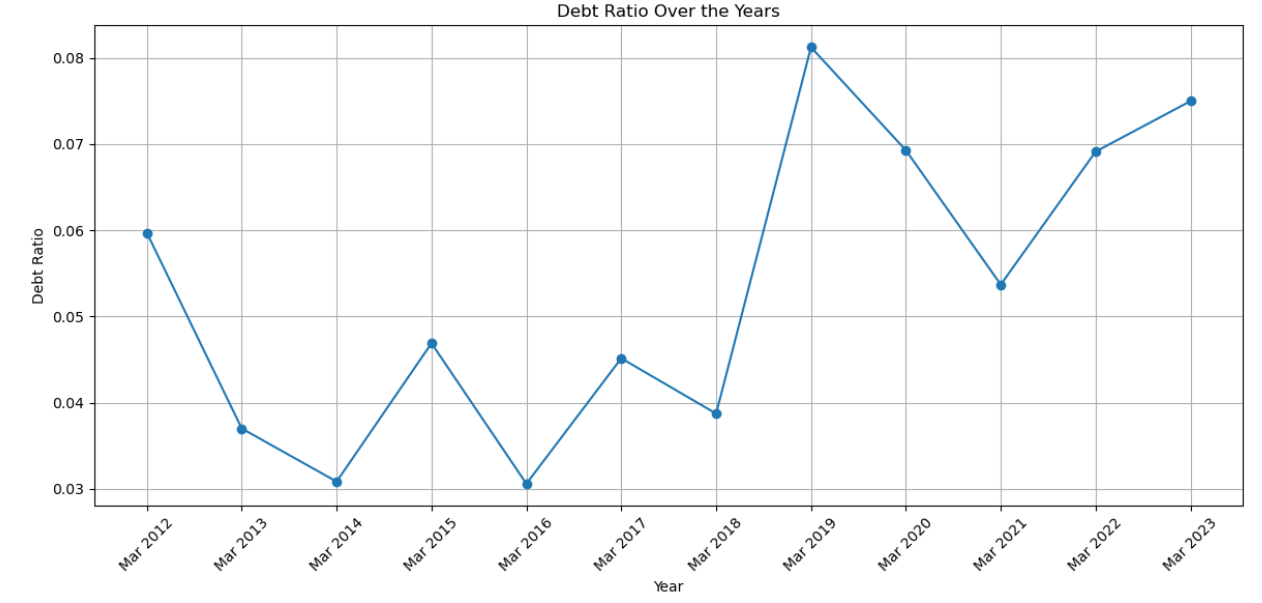 Debt Ratio Over the Years
Debt Ratio
0.08
0.07
0.06
0.05
0.04
0.03
Mar 2012
Mar 2013
Mar 2014
Mar 2015
Mar 2016
Mar 2017
Mar 2018
Mar 2019
Mar 2020
Mar 2021
Mar 2022
Mar 2023
Year